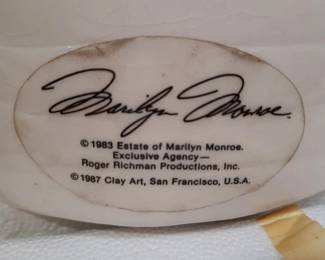 Marilyn Monroe.
© 1983 Estate of Marilyn Monroe.
Exclusive Agency—
Roger Richman Productions, Inc.
© 1987 Clay Art, San Francisco, U.S.A.